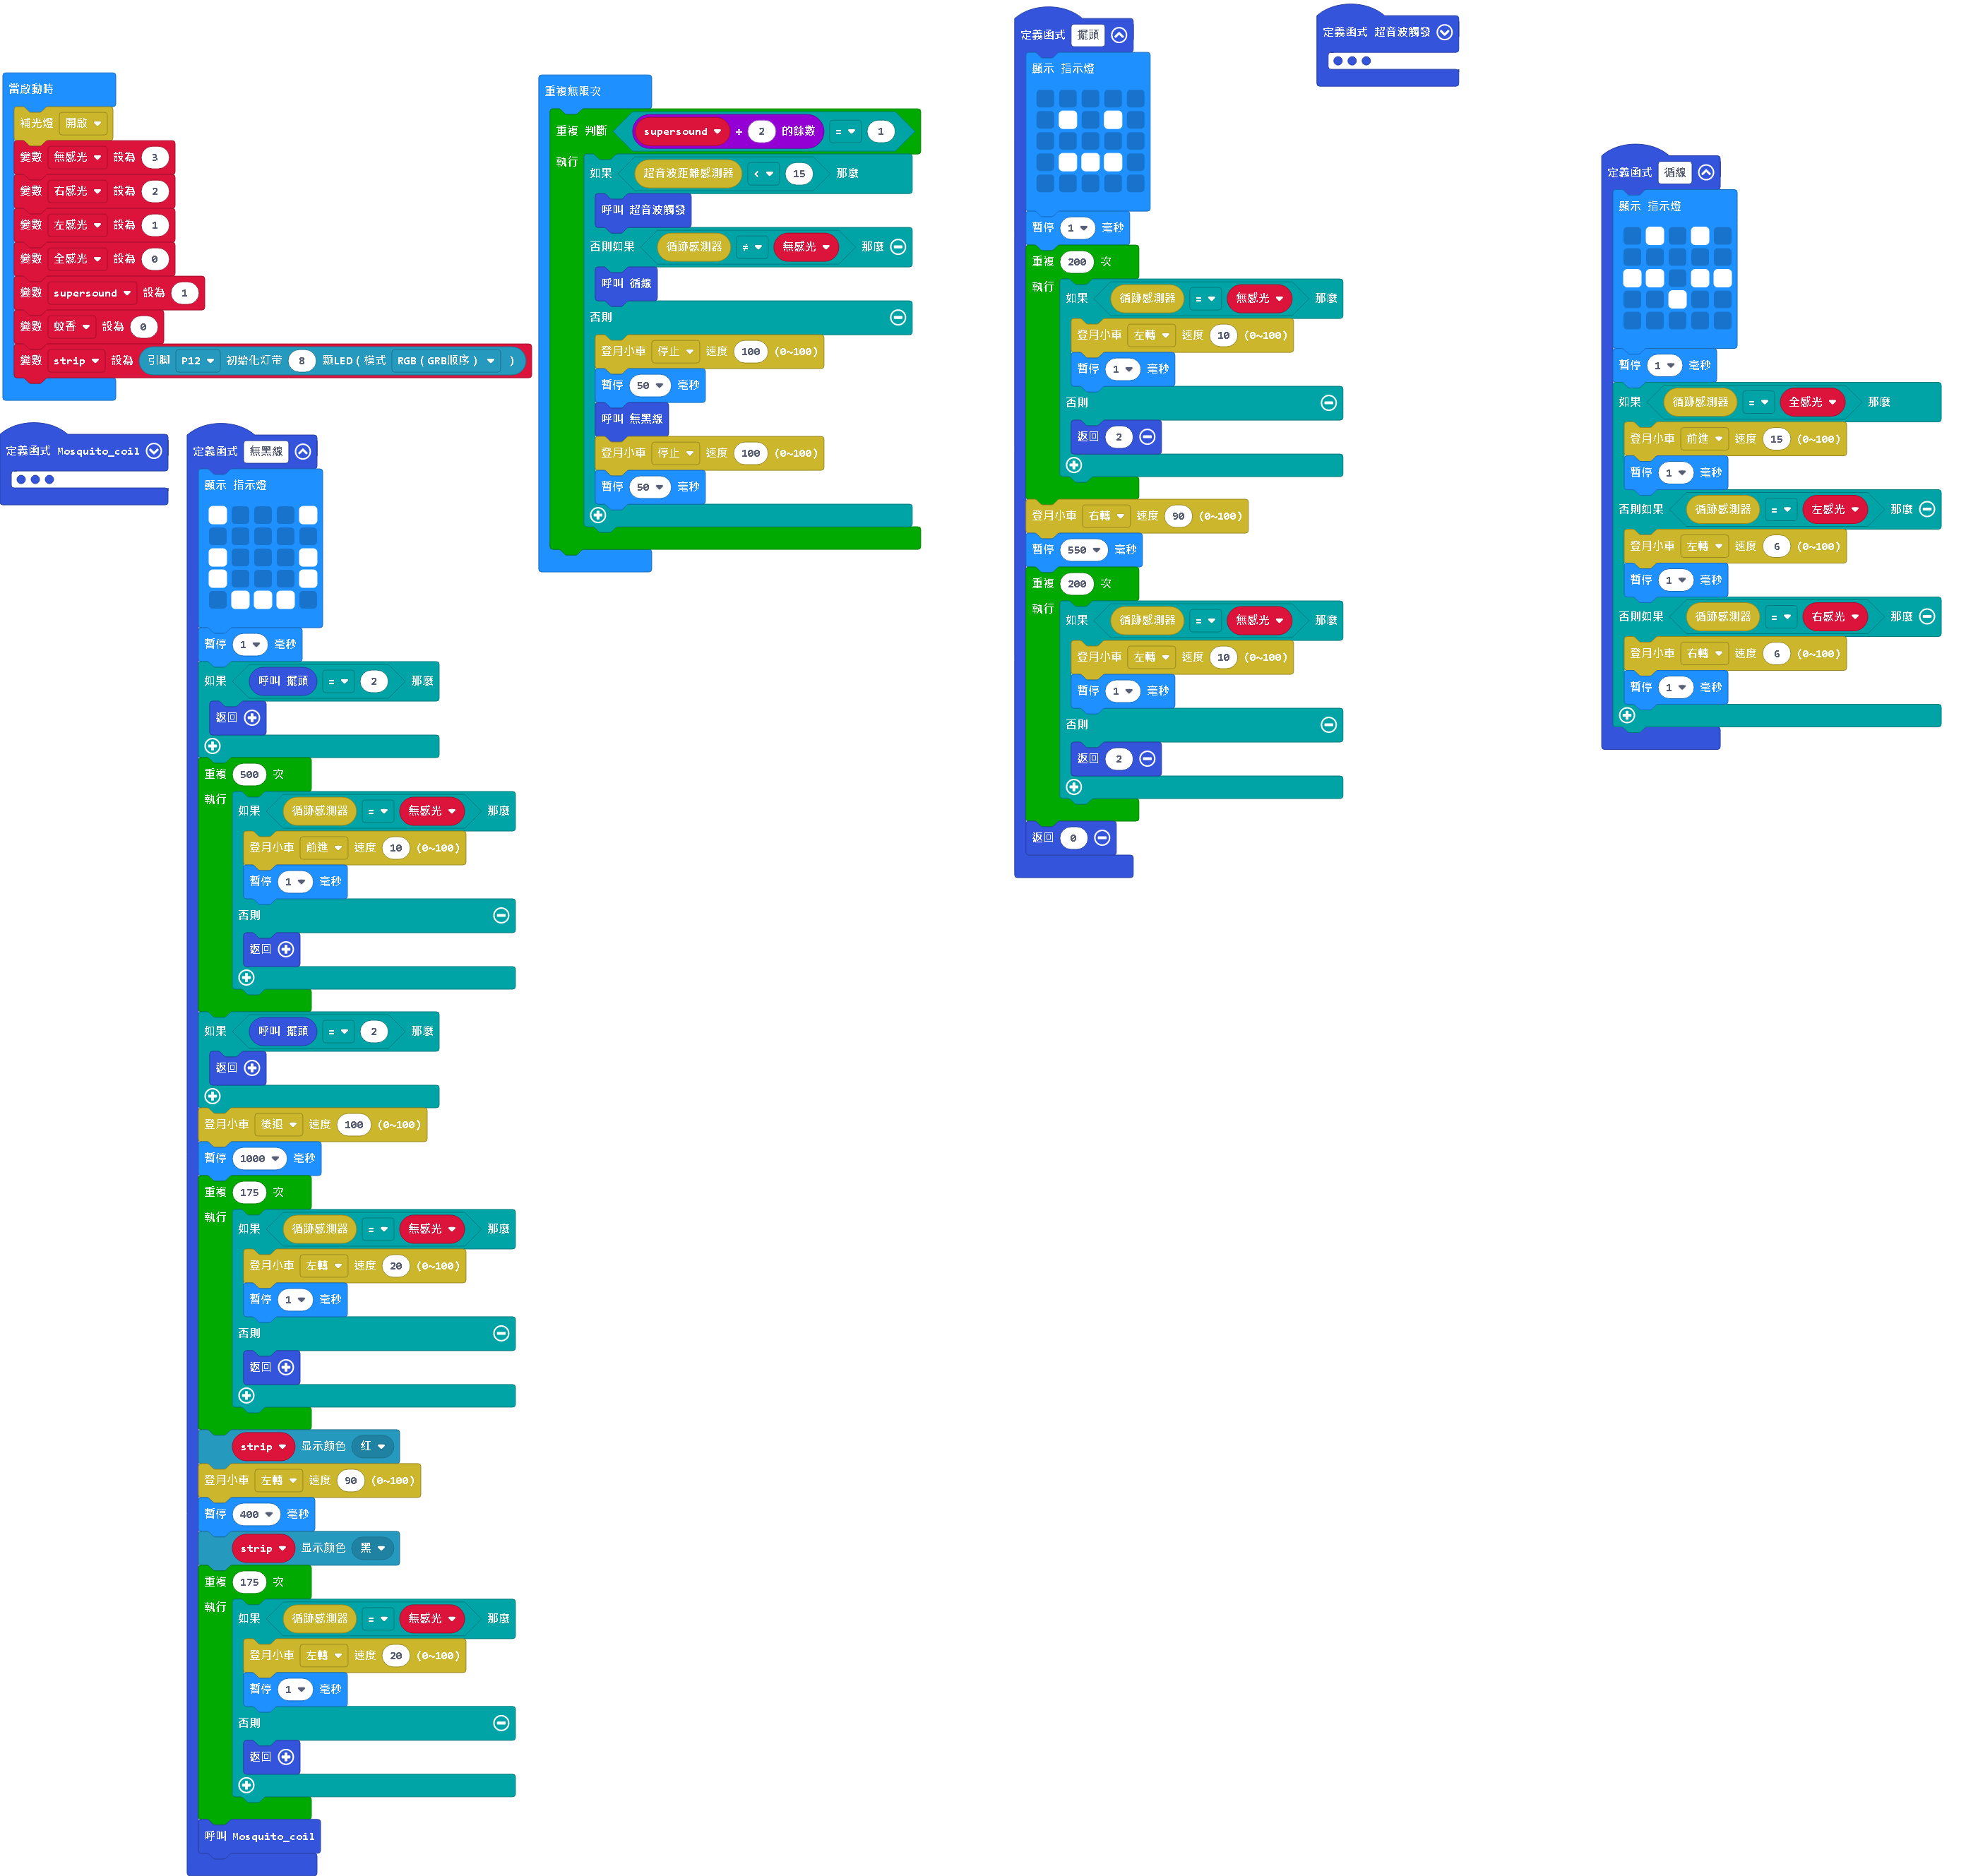 當啟動時
補光燈 開啟
變數 無感光 設為 3
變數 右感光 設為 2
變數 左感光 設為 1
變數 全感光 設為 0
變數 supersound 設為 1
變數 蚊香 設為 0
變數 strip 設為 引脚 P12 初始化灯带 8 颗LED(模式 RGB(GRB顺序) )
定義函式 Mosquito_coil
定義函式 無黑線
顯示 指示燈
暫停 1 毫秒
如果 呼叫 擺頭 = 2 那麼
返回
重複 500 次
執行
如果 循跡感測器 = 無感光 那麼
登月小車 前進 速度 10 (0~100)
暫停 1 毫秒
否則
返回
如果 呼叫 擺頭 = 2 那麼
返回
登月小車 後退 速度 100 (0~100)
暫停 1000 毫秒
重複 175 次
執行
如果 循跡感測器 = 無感光 那麼
登月小車 左轉 速度 20 (0~100)
暫停 1 毫秒
否則
返回
strip 显示颜色 红
登月小車 左轉 速度 90 (0~100)
暫停 400 毫秒
strip 显示颜色 黑
重複 175 次
執行
如果 循跡感測器 = 無感光 那麼
登月小車 左轉 速度 20 (0~100)
暫停 1 毫秒
否則
返回
呼叫 Mosquito_coil
重複無限次
重複 判斷 supersound ÷ 2 的餘數 = 1
執行
如果 超音波距離感測器 < 15 那麼
呼叫 超音波觸發
否則如果 循跡感測器 ≠ 無感光 那麼
呼叫 循線
否則
登月小車 停止 速度 100 (0~100)
暫停 50 毫秒
呼叫 無黑線
登月小車 停止 速度 100 (0~100)
暫停 50 毫秒
定義函式 擺頭
顯示 指示燈
暫停 1 毫秒
重複 200 次
執行
如果 循跡感測器 = 無感光 那麼
登月小車 左轉 速度 10 (0~100)
暫停 1 毫秒
否則
返回 2
登月小車 右轉 速度 90 (0~100)
暫停 550 毫秒
重複 200 次
執行
如果 循跡感測器 = 無感光 那麼
登月小車 左轉 速度 10 (0~100)
暫停 1 毫秒
否則
返回 2
返回 0
定義函式 超音波觸發
定義函式 循線
顯示 指示燈
暫停 1 毫秒
如果 循跡感測器 = 全感光 那麼
登月小車 前進 速度 15 (0~100)
暫停 1 毫秒
否則如果 循跡感測器 = 左感光 那麼
登月小車 左轉 速度 6 (0~100)
暫停 1 毫秒
否則如果 循跡感測器 = 右感光 那麼
登月小車 右轉 速度 6 (0~100)
暫停 1 毫秒